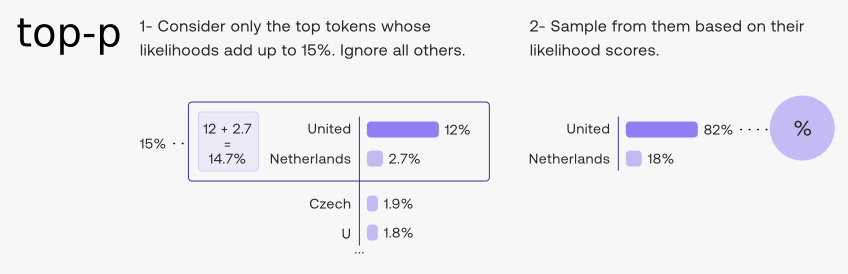 top-p
1- Consider only the top tokens whose
likelihoods add up to 15%. Ignore all others.
15% ··
12 + 2.7
=
14.7%
United 12%
Netherlands 2.7%
Czech 1.9%
U 1.8%
...
2- Sample from them based on their
likelihood scores.
United 82% ···· %
Netherlands 18%